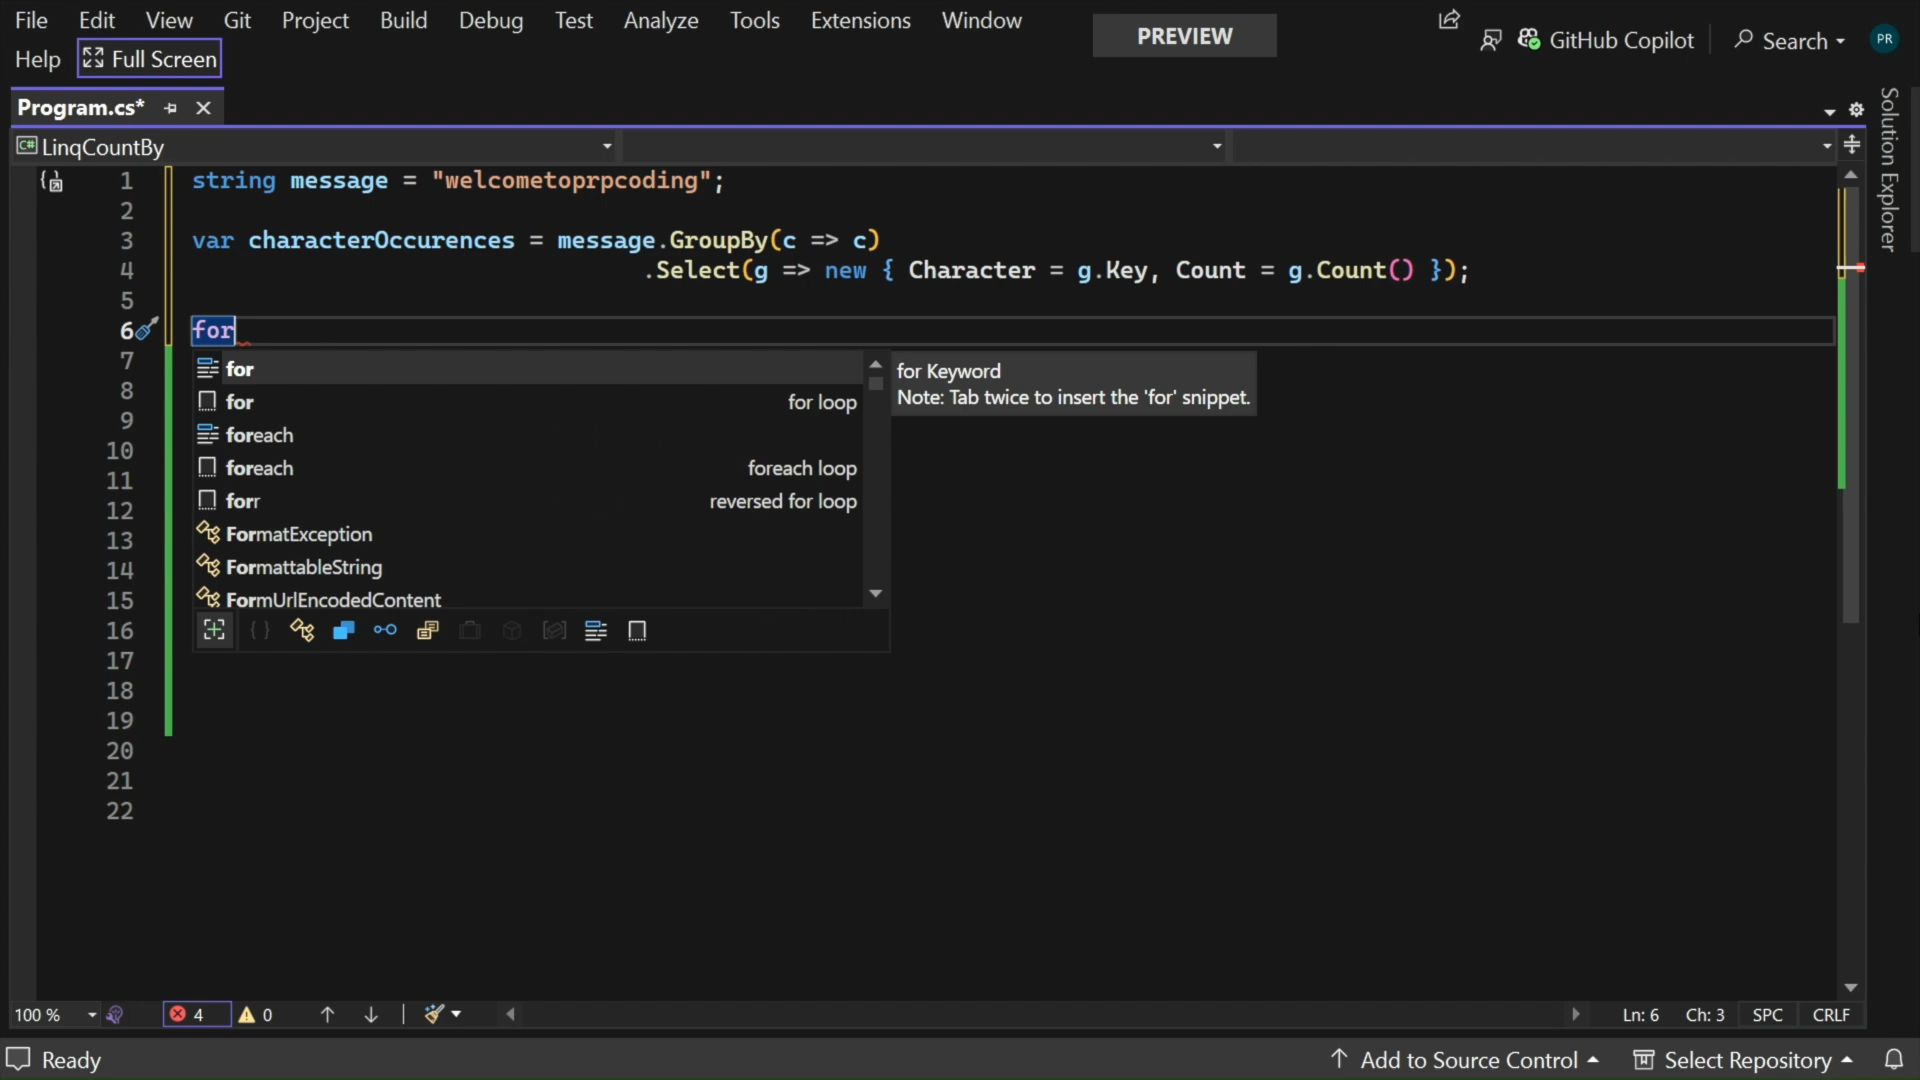 File Edit View Git Project Build Debug Test Analyze Tools Extensions Window
Help Full Screen
PREVIEW
GitHub Copilot Search PR
Program.cs*
C# LinqCountBy
Solution Explorer
1 string message = "welcometoprpcoding";
2
3 var characterOccurences = message.GroupBy(c => c)
4 .Select(g => new { Character = g.Key, Count = g.Count() });
5
6 for
7 for
8 for for loop
9 foreach
10 foreach foreach loop
11 forr reversed for loop
12
13 FormatException
14 FormattableString
15 FormUrlEncodedContent
16
17
18
19
20
21
22
for Keyword
Note: Tab twice to insert the 'for' snippet.
100 % 4 0 Ln: 6 Ch: 3 SPC CRLF
Ready Add to Source Control Select Repository